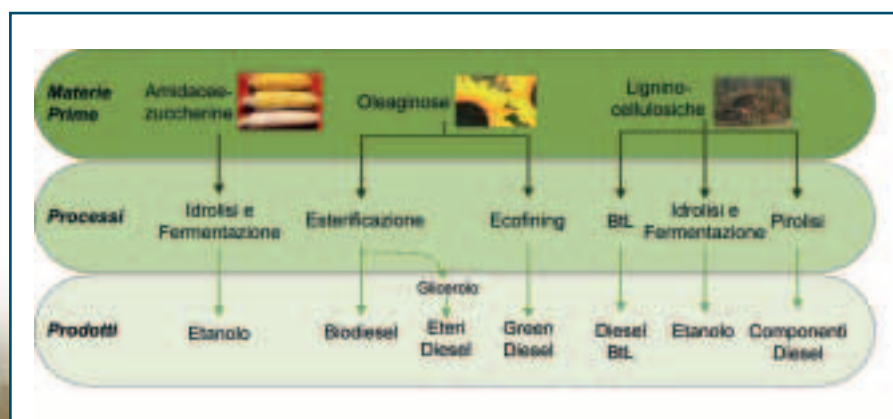 Materie
Prime
Amidacee-
zuccherine
Oleaginose
Lignino-
cellulosiche
Processi
Idrolisi e
Fermentazione
Esterificazione
Ecofining
BtL
Idrolisi e
Fermentazione
Pirolisi
Glicerolo
Prodotti
Etanolo
Biodiesel
Eteri
Diesel
Green
Diesel
Diesel
BtL
Etanolo
Componenti
Diesel